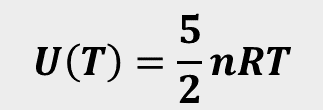 U(T) = 5/2 nRT